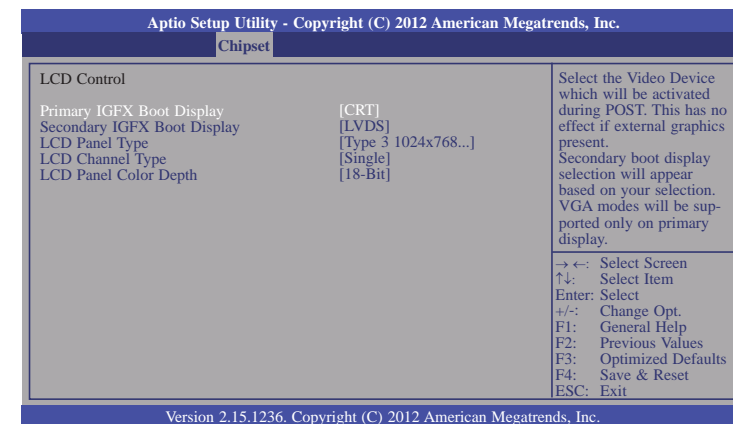 Aptio Setup Utility - Copyright (C) 2012 American Megatrends, Inc.
Chipset
LCD Control
Primary IGFX Boot Display [CRT]
Secondary IGFX Boot Display [LVDS]
LCD Panel Type [Type 3 1024x768...]
LCD Channel Type [Single]
LCD Panel Color Depth [18-Bit]
Select the Video Device
which will be activated
during POST. This has no
effect if external graphics
present.
Secondary boot display
selection will appear
based on your selection.
VGA modes will be sup-
ported only on primary
display.
→ ←: Select Screen
↑↓: Select Item
Enter: Select
+/-: Change Opt.
F1: General Help
F2: Previous Values
F3: Optimized Defaults
F4: Save & Reset
ESC: Exit
Version 2.15.1236. Copyright (C) 2012 American Megatrends, Inc.